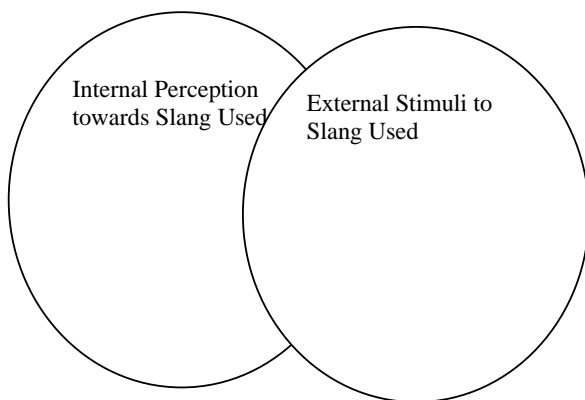 Internal Perception
towards Slang Used
External Stimuli to
Slang Used